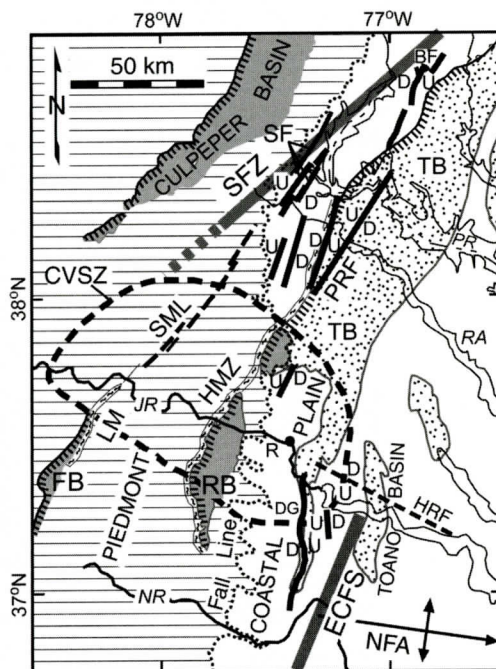 78°W
77°W
50 km
N
CULPEPER BASIN
BF
D
U
SF
SFZ
TB
U
D
U
D
U
D
U
D
PR
CVSZ
38°N
SML
PRF
TB
RA
HMZ
JR
LM
U
D
PLAIN
FB
PIEDMONT
RB
R
DG
D
U
U
D
D
U
TOANO BASIN
HRF
Fall Line
COASTAL
37°N
NR
ECFS
NFA